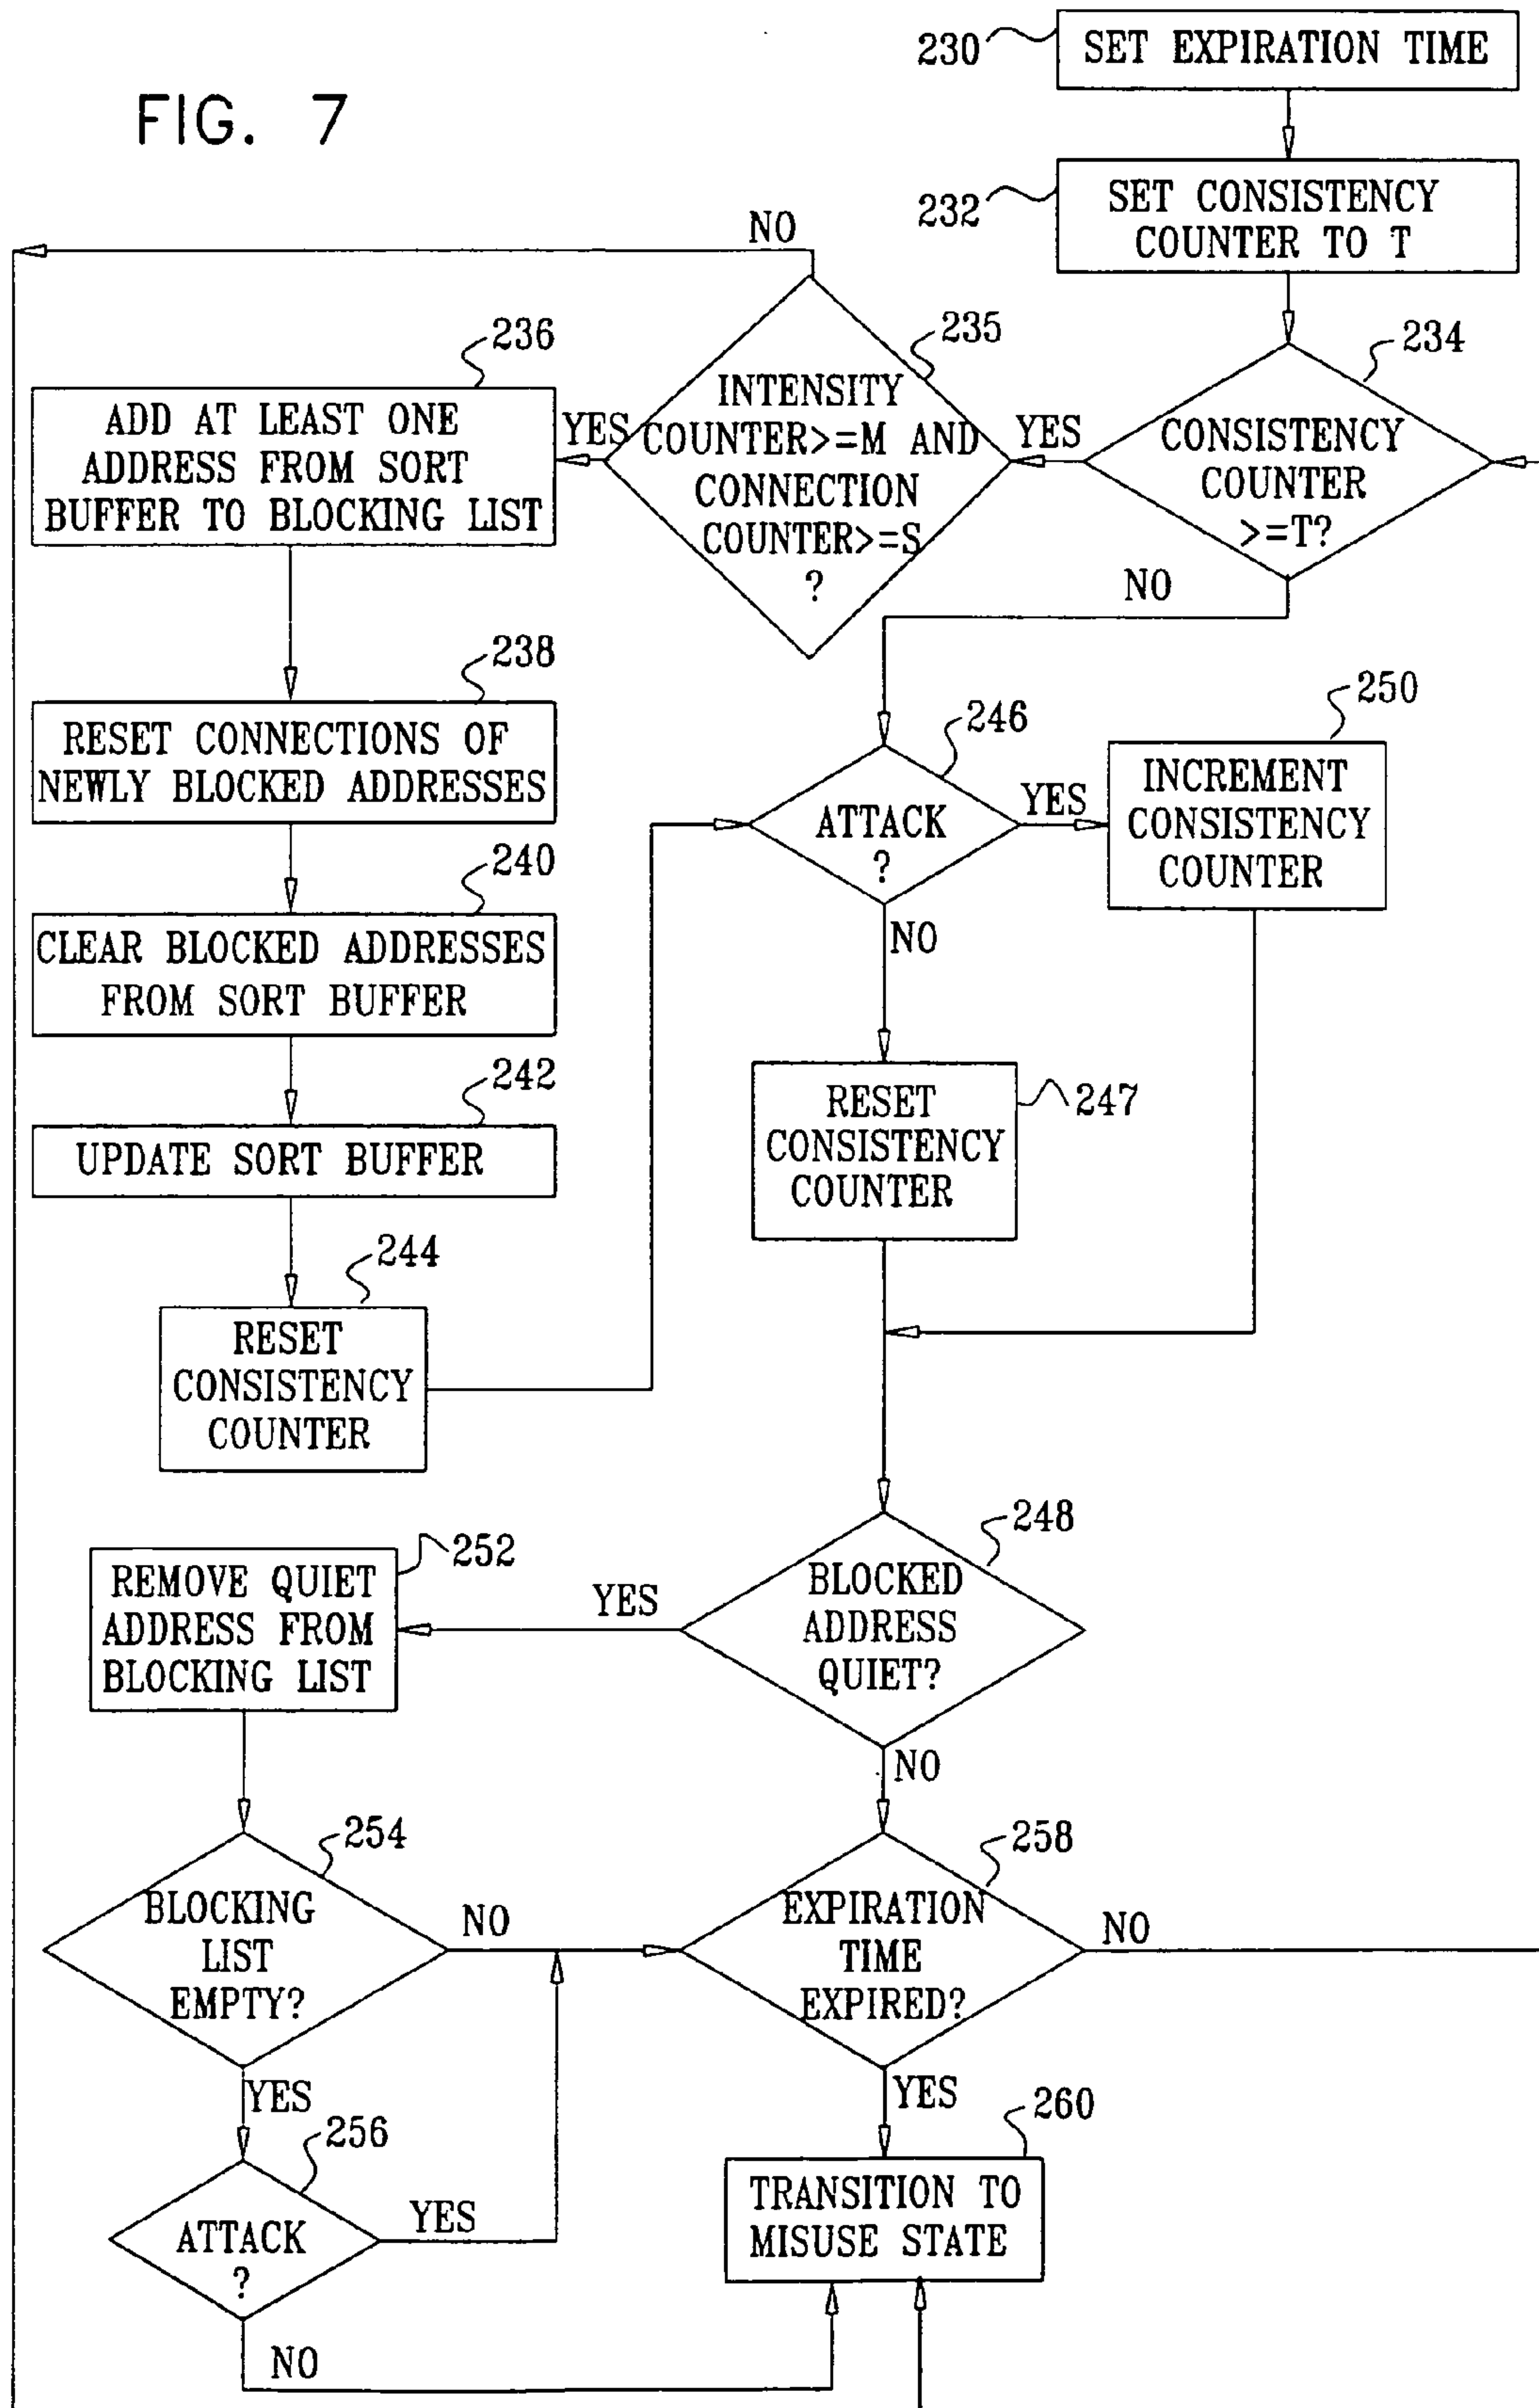 FIG. 7
230
SET EXPIRATION TIME
232
SET CONSISTENCY
COUNTER TO T
NO
234
CONSISTENCY
COUNTER
>=T?
YES
NO
235
INTENSITY
COUNTER>=M AND
CONNECTION
COUNTER>=S
?
YES
236
ADD AT LEAST ONE
ADDRESS FROM SORT
BUFFER TO BLOCKING LIST
238
RESET CONNECTIONS OF
NEWLY BLOCKED ADDRESSES
240
CLEAR BLOCKED ADDRESSES
FROM SORT BUFFER
242
UPDATE SORT BUFFER
244
RESET
CONSISTENCY
COUNTER
246
ATTACK
?
YES
NO
250
INCREMENT
CONSISTENCY
COUNTER
247
RESET
CONSISTENCY
COUNTER
248
BLOCKED
ADDRESS
QUIET?
YES
NO
252
REMOVE QUIET
ADDRESS FROM
BLOCKING LIST
254
BLOCKING
LIST
EMPTY?
NO
YES
256
ATTACK
?
YES
NO
258
EXPIRATION
TIME
EXPIRED?
NO
YES
260
TRANSITION TO
MISUSE STATE